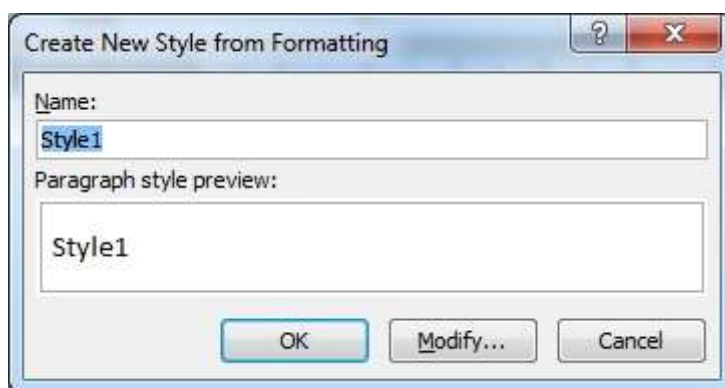 Create New Style from Formatting
?
Name:
Style1
Paragraph style preview:
Style1
OK
Modify...
Cancel